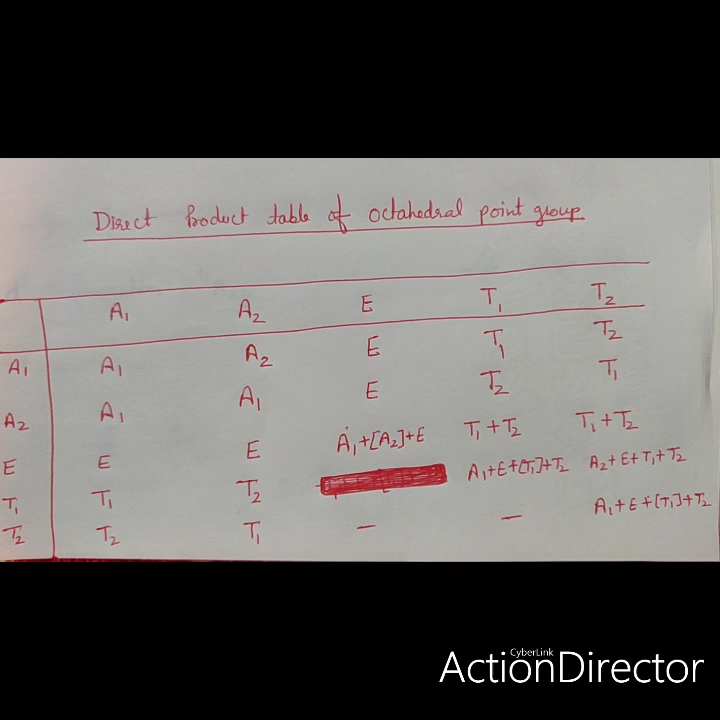 Direct Product table of octahedral point group
A₁ A₂ E T₁ T₂
A₁ A₁ A₂ E T₁ T₂
A₂ A₁ A₁ E T₂ T₁
E E E A₁+[A₂]+E T₁+T₂ T₁+T₂
T₁ T₁ T₂ A₁+E+[T₁]+T₂ A₂+E+T₁+T₂
T₂ T₂ T₁ — — A₁+E+[T₁]+T₂
CyberLink
ActionDirector